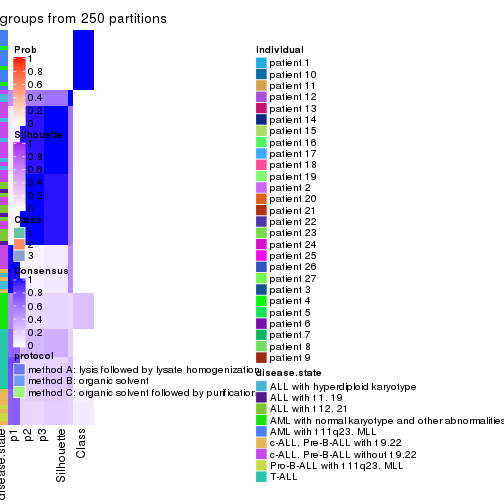 groups from 250 partitions
Prob
1
0.8
0.6
0.4
0.2
0
Silhouette
1
0.8
0.6
0.4
0.2
0
Class
1
2
3
Consensus
1
0.8
0.6
0.4
0.2
0
protocol
method A: lysis followed by lysate homogenization
method B: organic solvent
method C: organic solvent followed by purification
disease.state
p1
p2
p3
Silhouette
Class
individual
patient 1
patient 10
patient 11
patient 12
patient 13
patient 14
patient 15
patient 16
patient 17
patient 18
patient 19
patient 2
patient 20
patient 21
patient 22
patient 23
patient 24
patient 25
patient 26
patient 27
patient 3
patient 4
patient 5
patient 6
patient 7
patient 8
patient 9
disease.state
ALL with hyperdiploid karyotype
ALL with t 1. 19
ALL with t 12. 21
AML with normal karyotype and other abnormalities
AML with t 11q23. MLL
c-ALL. Pre-B-ALL with t 9.22
c-ALL. Pre-B-ALL without t 9.22
Pro-B-ALL with t 11q23. MLL
T-ALL